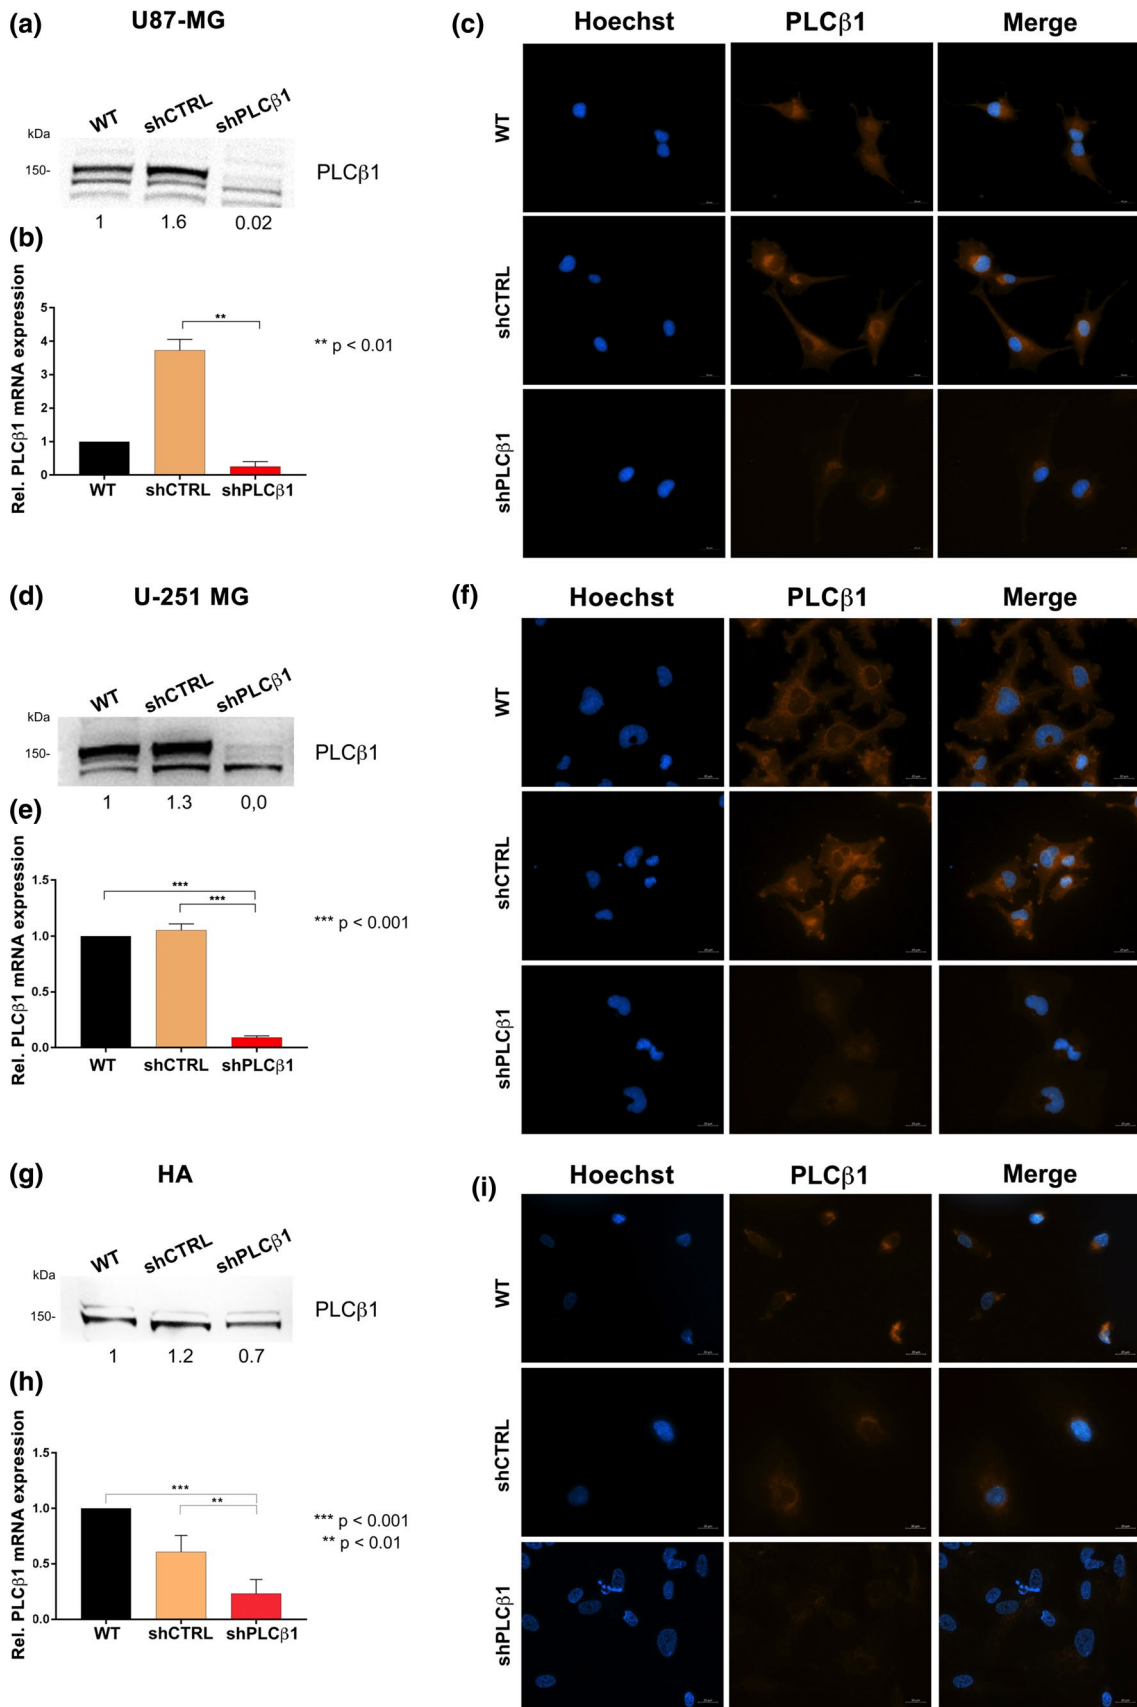 (a) U87-MG
WT shCTRL shPLCβ1
kDa
150-
PLCβ1
1 1.6 0.02
(b)
Rel. PLCβ1 mRNA expression
5
4
3
2
1
0
**
** p < 0.01
WT shCTRL shPLCβ1
(c) Hoechst PLCβ1 Merge
WT
shCTRL
shPLCβ1
(d) U-251 MG
WT shCTRL shPLCβ1
kDa
150-
PLCβ1
1 1.3 0,0
(e)
Rel. PLCβ1 mRNA expression
1.5
1.0
0.5
0.0
***
***
*** p < 0.001
WT shCTRL shPLCβ1
(f) Hoechst PLCβ1 Merge
WT
shCTRL
shPLCβ1
(g) HA
WT shCTRL shPLCβ1
kDa
150-
PLCβ1
1 1.2 0.7
(h)
Rel. PLCβ1 mRNA expression
1.5
1.0
0.5
0.0
***
**
*** p < 0.001
** p < 0.01
WT shCTRL shPLCβ1
(i) Hoechst PLCβ1 Merge
WT
shCTRL
shPLCβ1